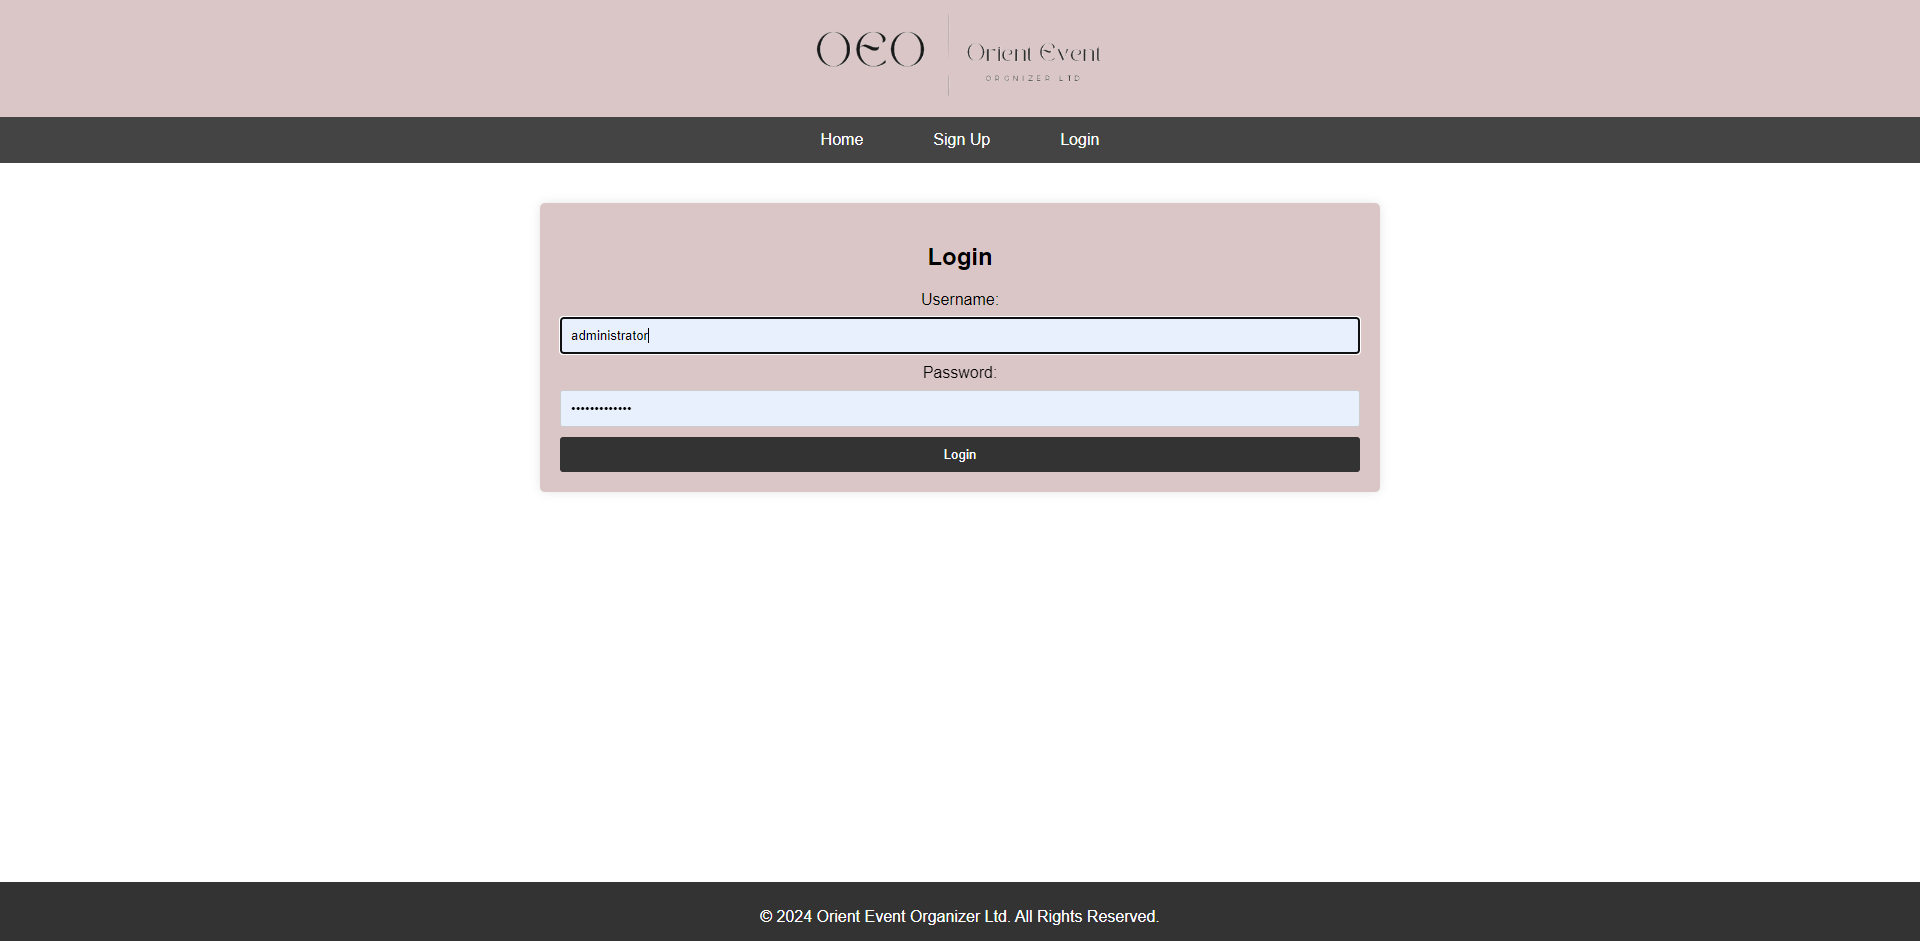 OEO
Orient Event
ORGNIZER LTD
Home Sign Up Login
Login
Username:
administrator
Password:
•••••••••••••
Login
© 2024 Orient Event Organizer Ltd. All Rights Reserved.